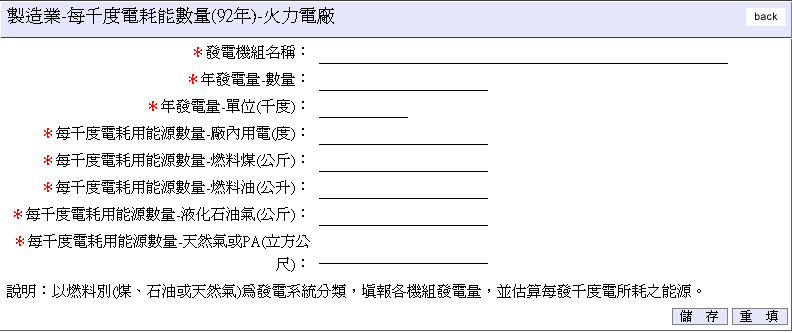 製造業-每千度電耗能數量(92年)-火力電廠
back
＊發電機組名稱：
＊年發電量-數量：
＊年發電量-單位(千度)：
＊每千度電耗用能源數量-廠內用電(度)：
＊每千度電耗用能源數量-燃料煤(公斤)：
＊每千度電耗用能源數量-燃料油(公升)：
＊每千度電耗用能源數量-液化石油氣(公斤)：
＊每千度電耗用能源數量-天然氣或PA(立方公
尺)：
說明：以燃料別(煤、石油或天然氣)為發電系統分類，填報各機組發電量，並估算每發千度電所耗之能源。
儲 存 重 填